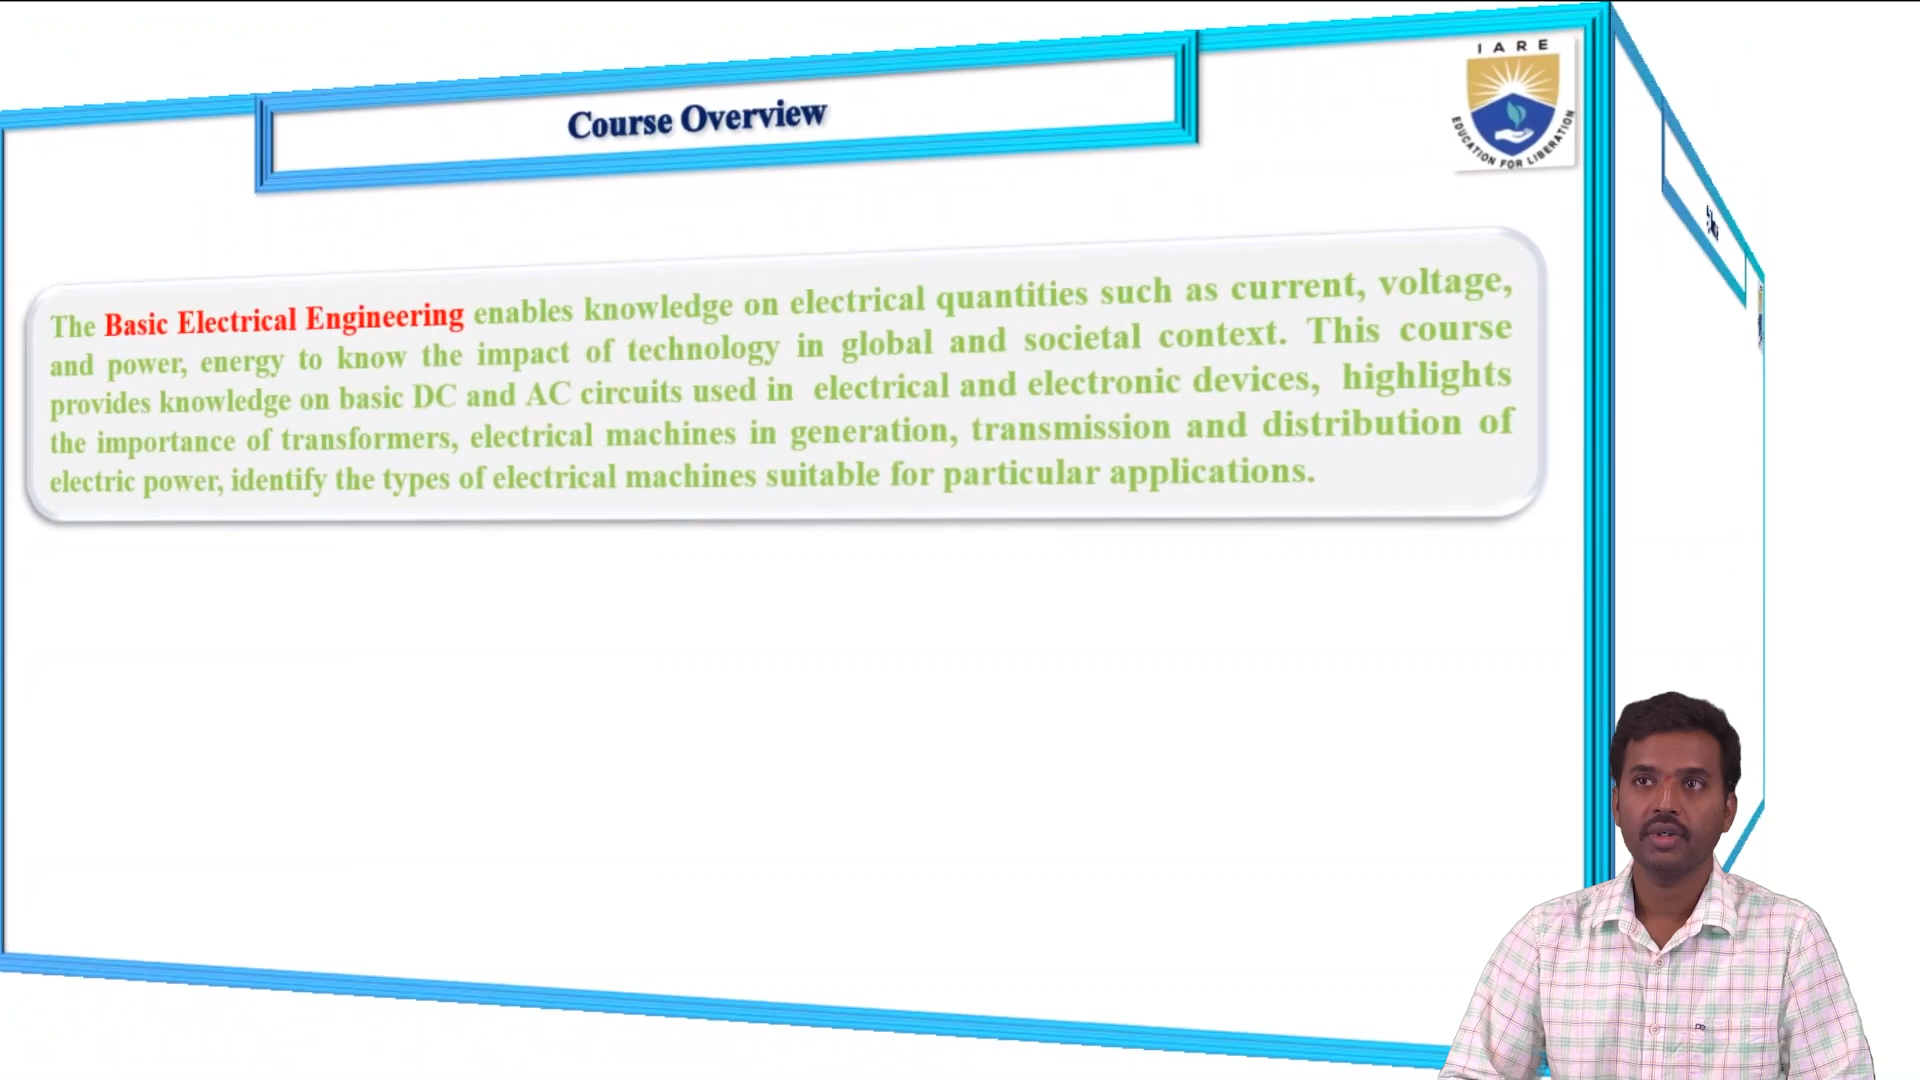 IARE
Course Overview
EDUCATION FOR LIBERATION
The Basic Electrical Engineering enables knowledge on electrical quantities such as current, voltage,
and power, energy to know the impact of technology in global and societal context. This course
provides knowledge on basic DC and AC circuits used in electrical and electronic devices, highlights
the importance of transformers, electrical machines in generation, transmission and distribution of
electric power, identify the types of electrical machines suitable for particular applications.